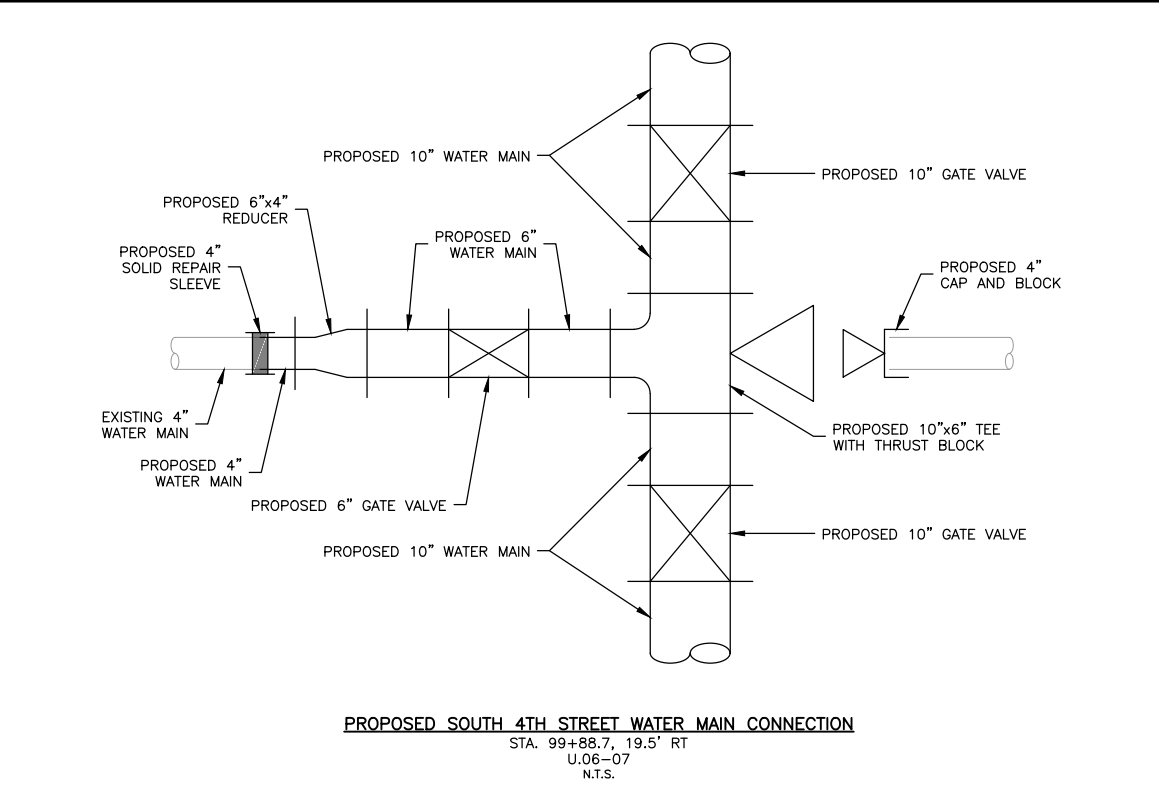 PROPOSED 10” WATER MAIN
PROPOSED 10” GATE VALVE
PROPOSED 6”x4”
REDUCER
PROPOSED 4”
SOLID REPAIR
SLEEVE
PROPOSED 6”
WATER MAIN
PROPOSED 4”
CAP AND BLOCK
EXISTING 4”
WATER MAIN
PROPOSED 4”
WATER MAIN
PROPOSED 6” GATE VALVE
PROPOSED 10”x6” TEE
WITH THRUST BLOCK
PROPOSED 10” WATER MAIN
PROPOSED 10” GATE VALVE
PROPOSED SOUTH 4TH STREET WATER MAIN CONNECTION
STA. 99+88.7, 19.5’ RT
U.06–07
N.T.S.